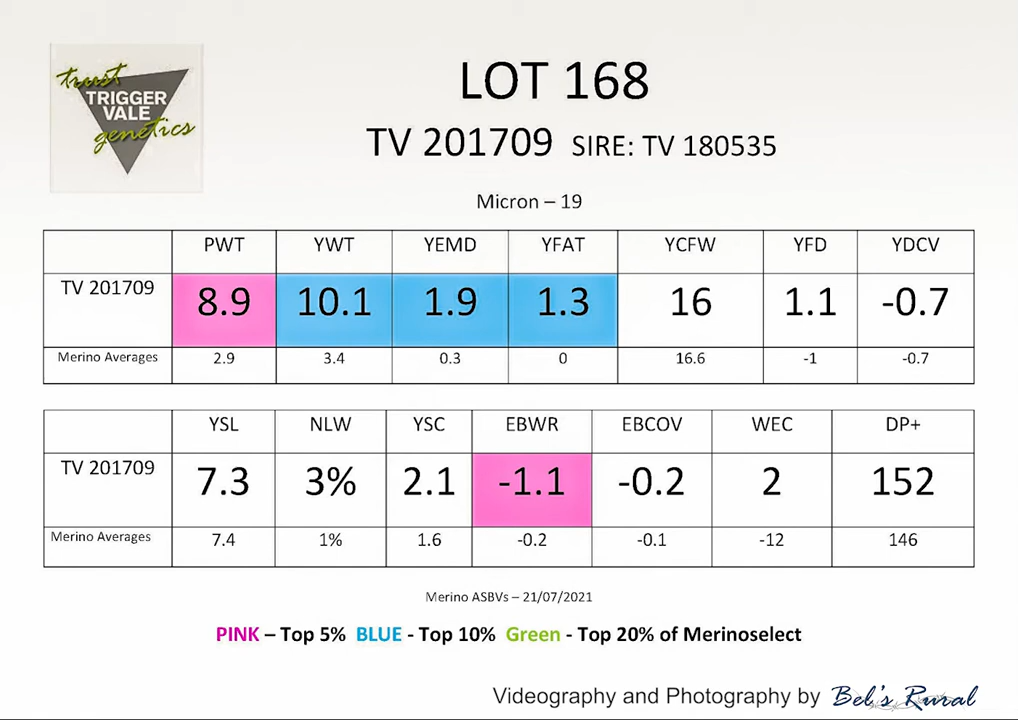 trust
TRIGGER
VALE
genetics
LOT 168
TV 201709 SIRE: TV 180535
Micron – 19
PWT YWT YEMD YFAT YCFW YFD YDCV
TV 201709 8.9 10.1 1.9 1.3 16 1.1 -0.7
Merino Averages 2.9 3.4 0.3 0 16.6 -1 -0.7
YSL NLW YSC EBWR EBCOV WEC DP+
TV 201709 7.3 3% 2.1 -1.1 -0.2 2 152
Merino Averages 7.4 1% 1.6 -0.2 -0.1 -12 146
Merino ASBVs – 21/07/2021
PINK – Top 5% BLUE - Top 10% Green - Top 20% of Merinoselect
Videography and Photography by Bel's Rural